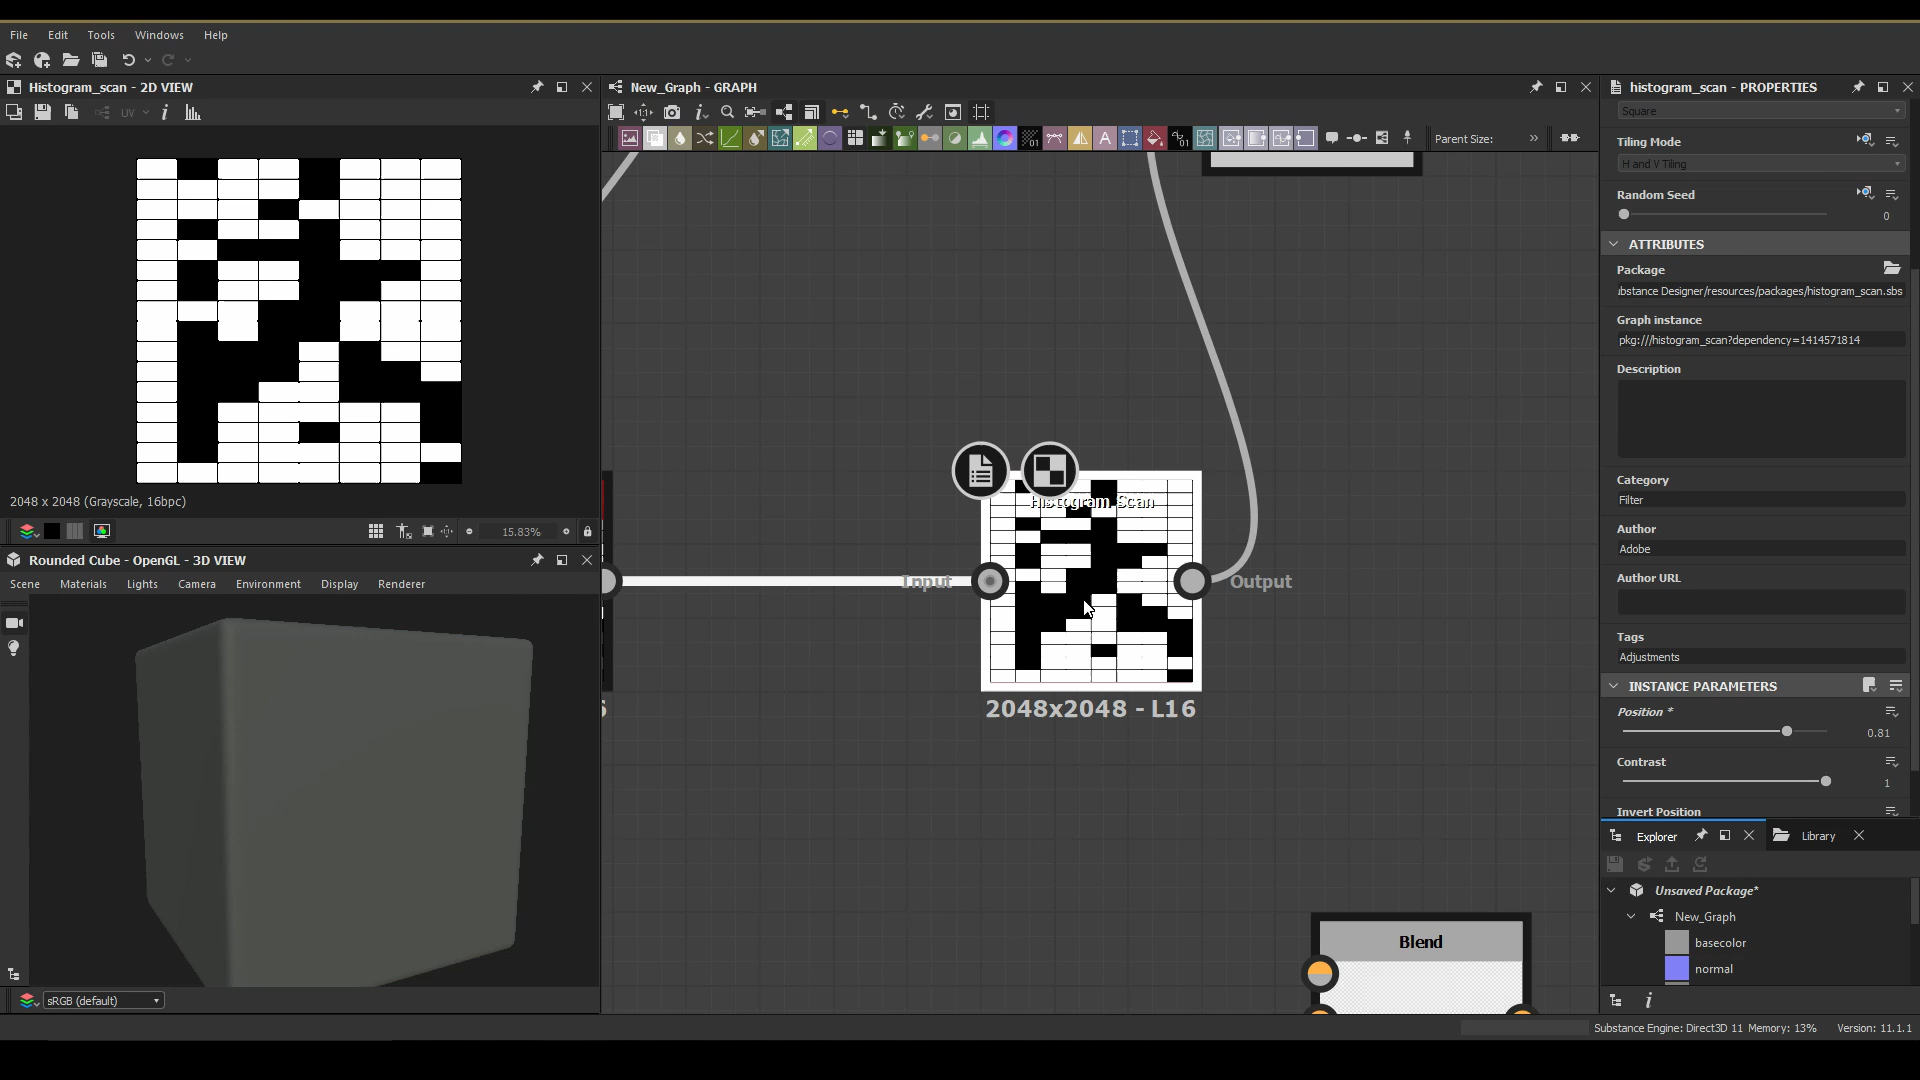 File Edit Tools Windows Help
Histogram_scan - 2D VIEW
UV
2048 x 2048 (Grayscale, 16bpc)
15.83%
Rounded Cube - OpenGL - 3D VIEW
Scene Materials Lights Camera Environment Display Renderer
sRGB (default)
New_Graph - GRAPH
Parent Size:
Histogram Scan
Input
Output
2048x2048 - L16
Blend
histogram_scan - PROPERTIES
Square
Tiling Mode
H and V Tiling
Random Seed
0
ATTRIBUTES
Package
ubstance Designer/resources/packages/histogram_scan.sbs
Graph instance
pkg:///histogram_scan?dependency=1414571814
Description
Category
Filter
Author
Adobe
Author URL
Tags
Adjustments
INSTANCE PARAMETERS
Position *
0.81
Contrast
1
Invert Position
Explorer Library
Unsaved Package*
New_Graph
basecolor
normal
Substance Engine: Direct3D 11 Memory: 13% Version: 11.1.1